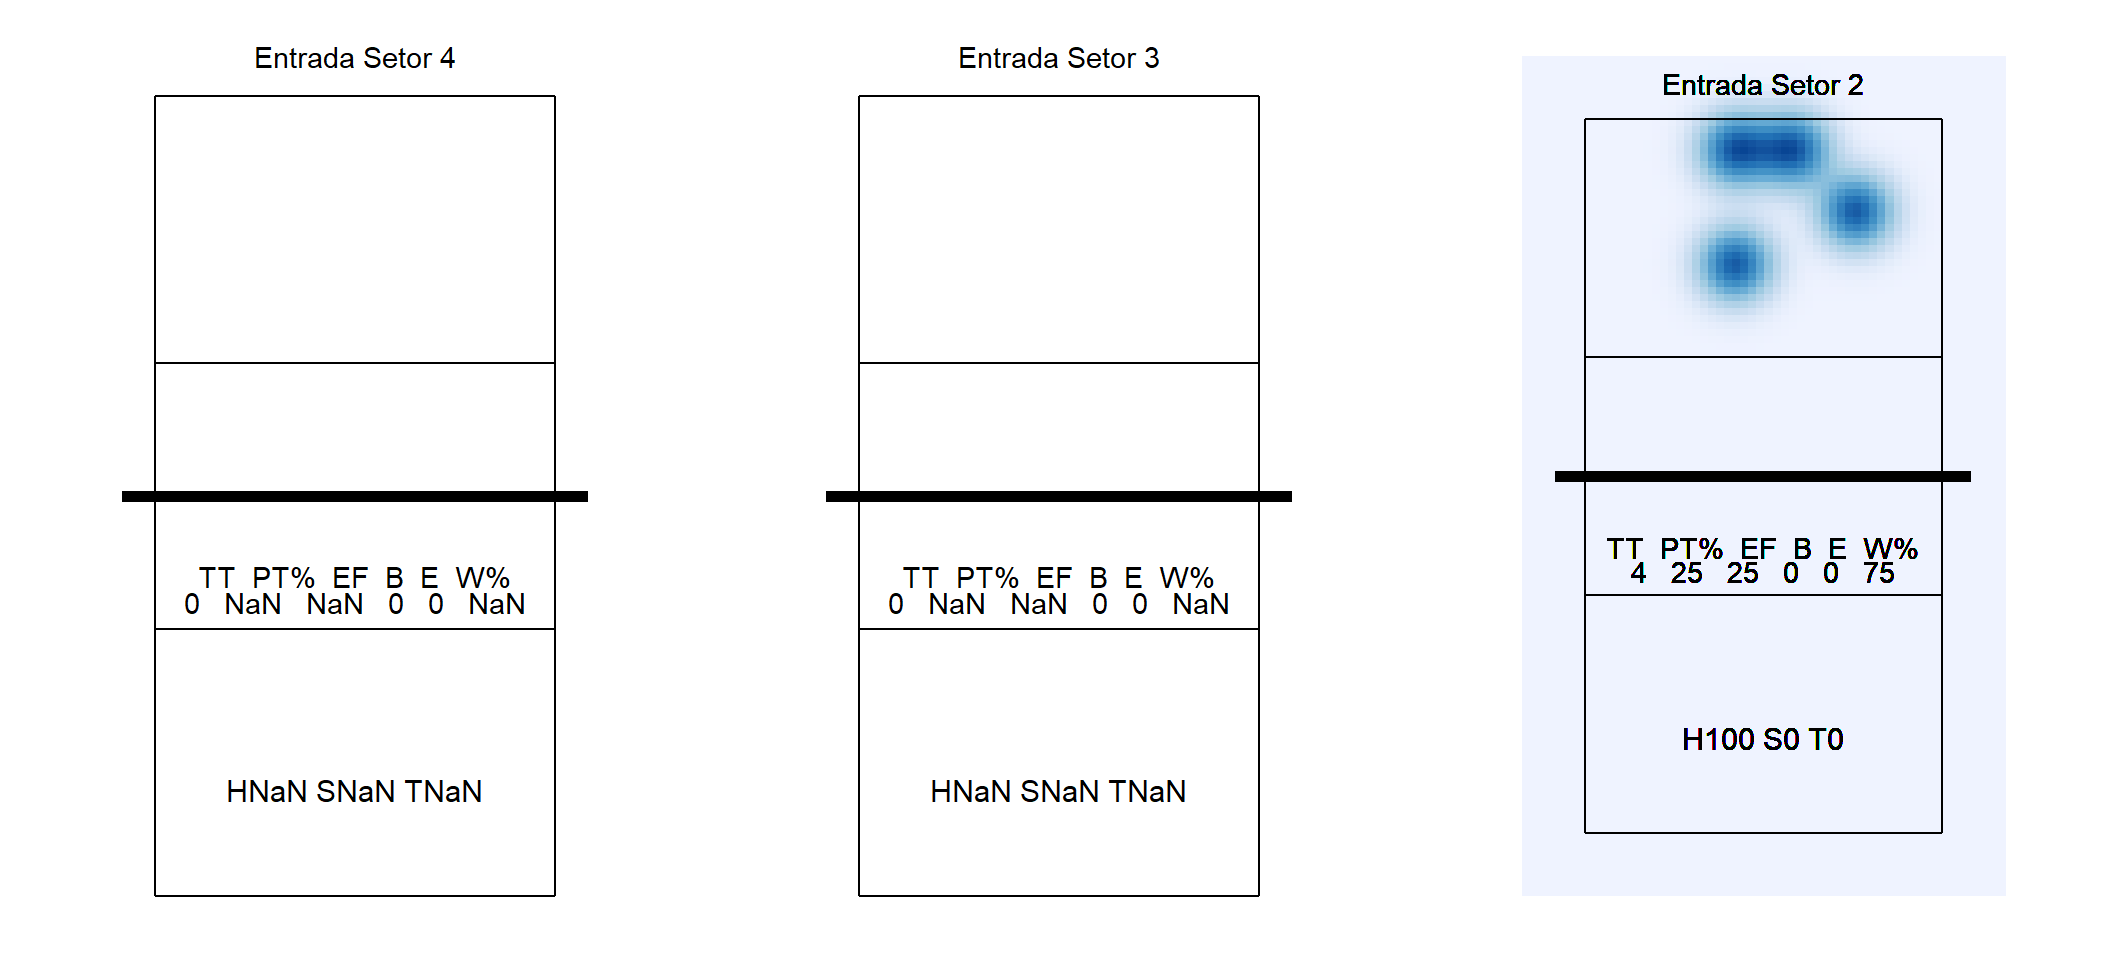 Entrada Setor 4
TT PT% EF B E W%
0 NaN NaN 0 0 NaN
HNaN SNaN TNaN
Entrada Setor 3
TT PT% EF B E W%
0 NaN NaN 0 0 NaN
HNaN SNaN TNaN
Entrada Setor 2
TT PT% EF B E W%
4 25 25 0 0 75
H100 S0 T0